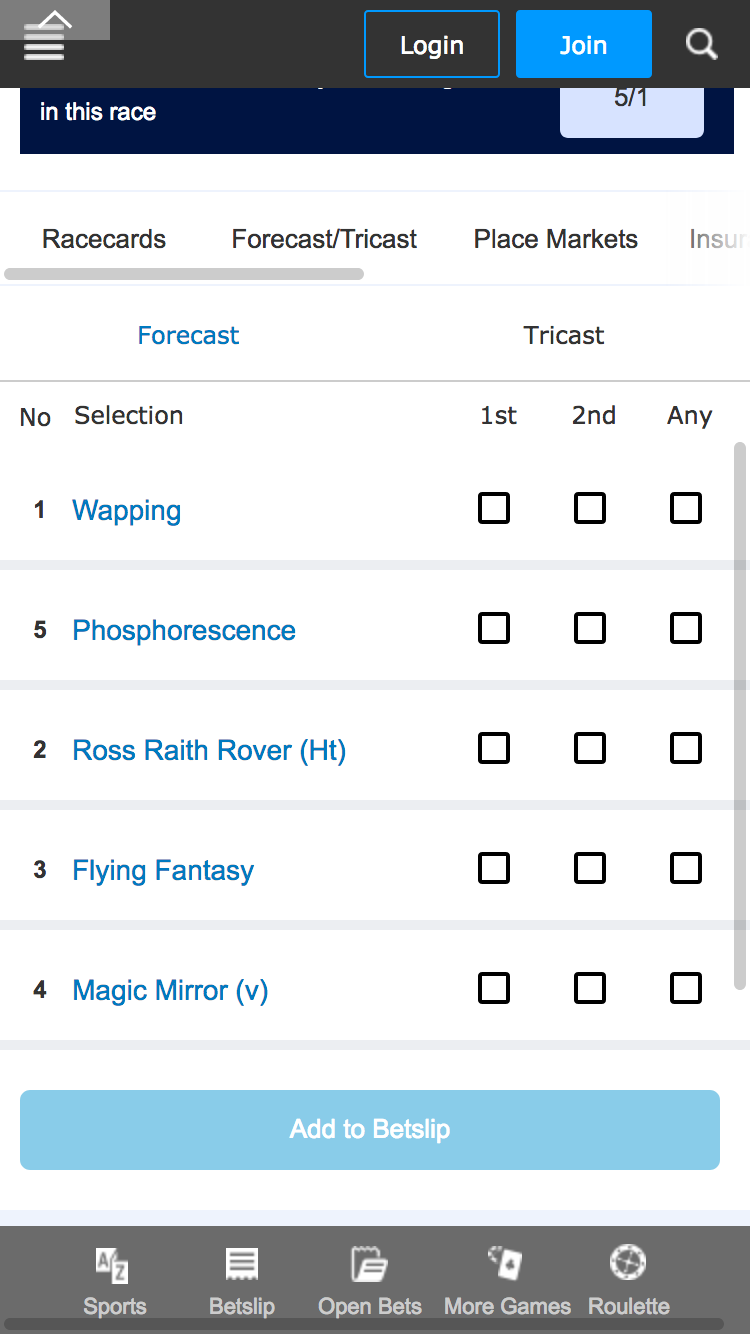 Login Join
in this race
5/1
Racecards Forecast/Tricast Place Markets Insur
Forecast Tricast
No Selection 1st 2nd Any
1 Wapping
5 Phosphorescence
2 Ross Raith Rover (Ht)
3 Flying Fantasy
4 Magic Mirror (v)
Add to Betslip
A Z
Sports Betslip Open Bets More Games Roulette